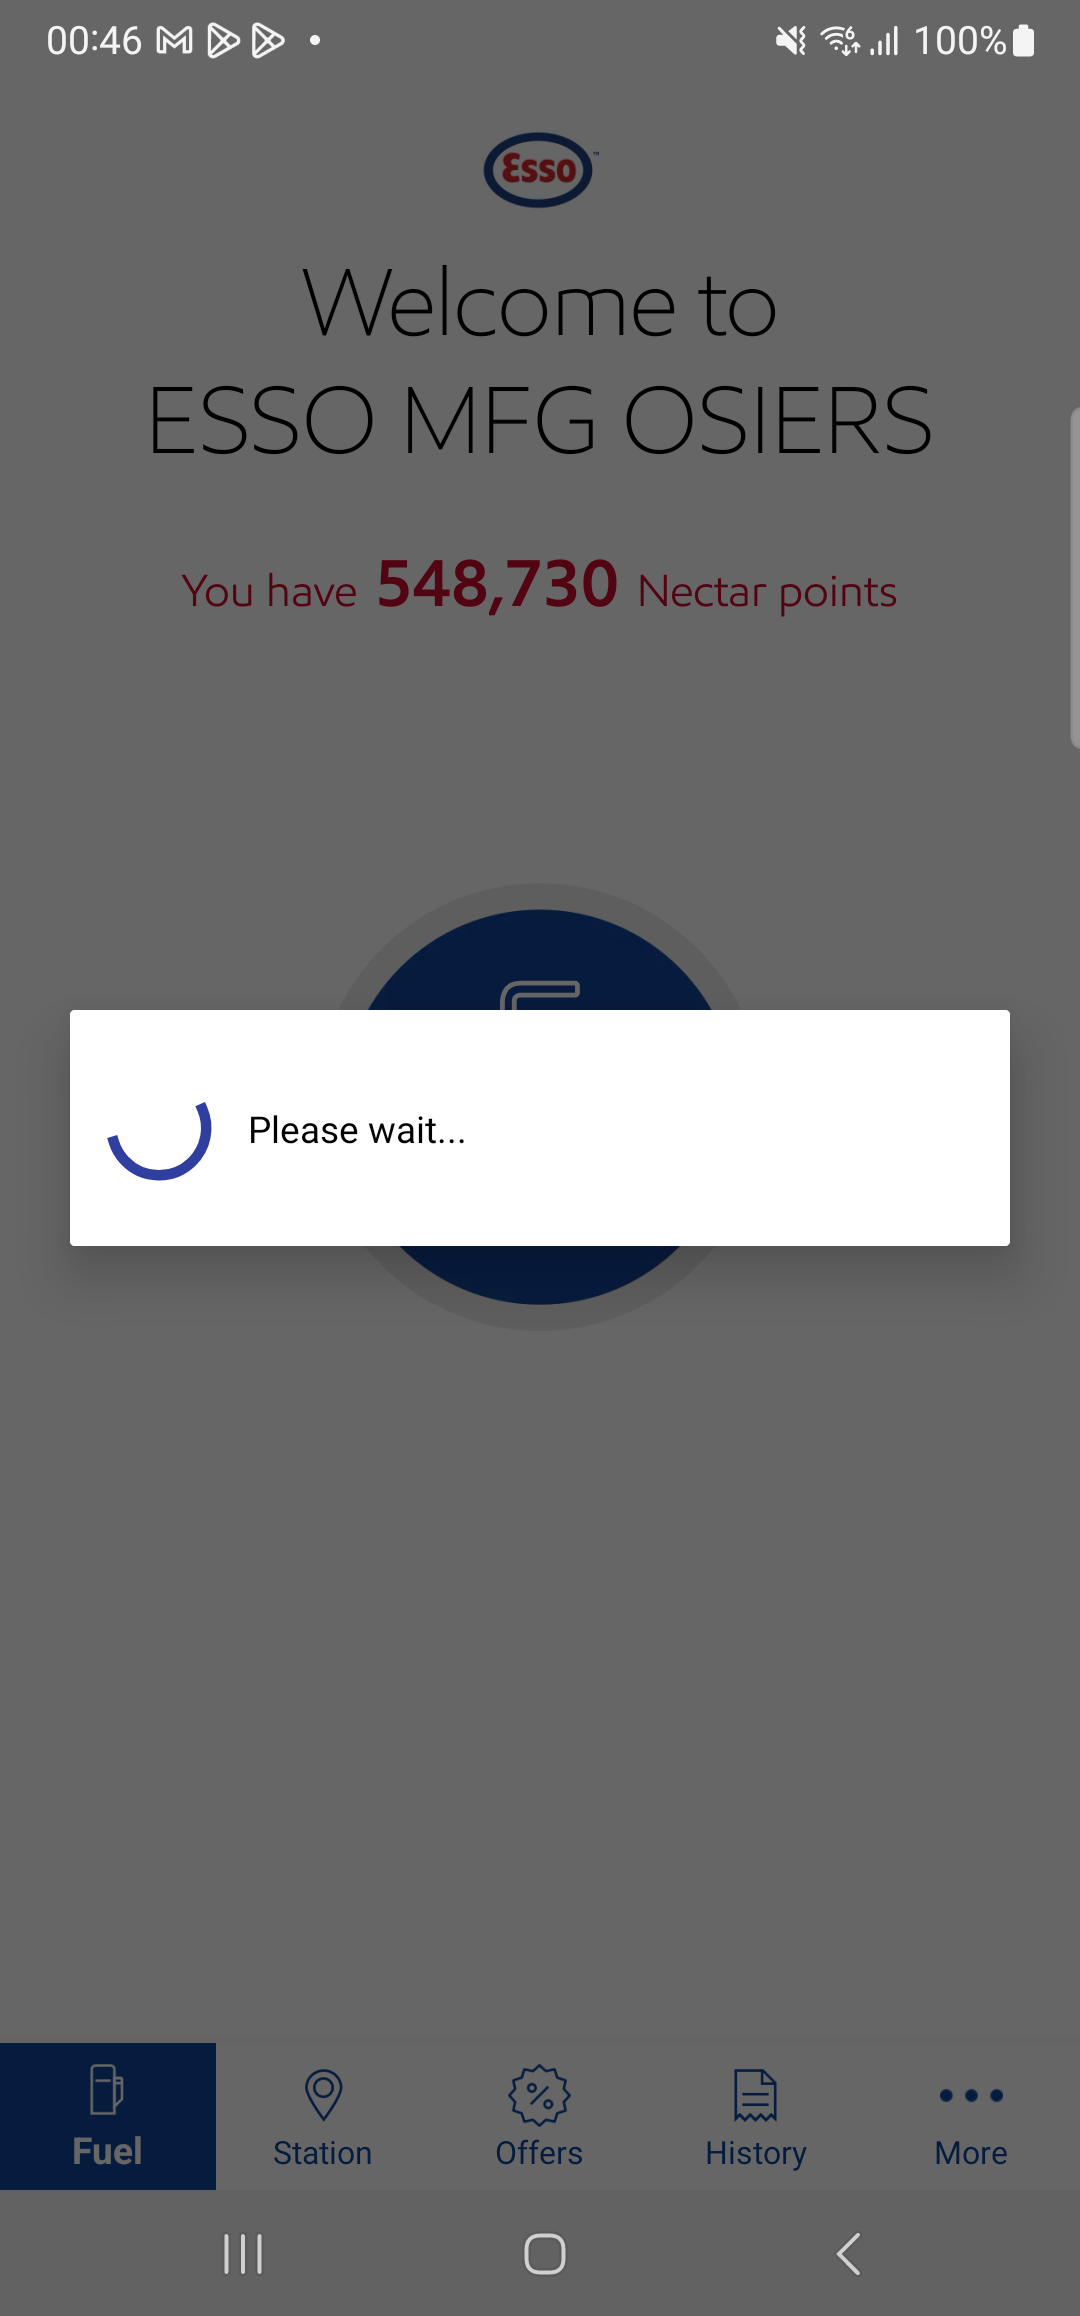 00:46 100%
Esso ™
Welcome to
ESSO MFG OSIERS
You have 548,730 Nectar points
Please wait...
Fuel Station Offers History More